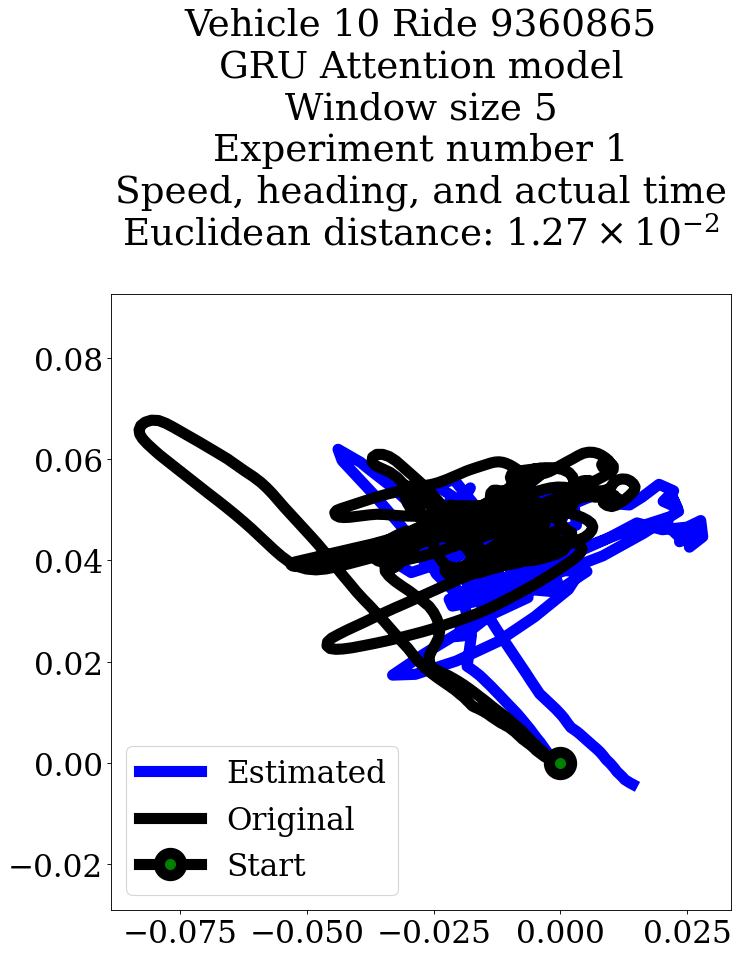 Vehicle 10 Ride 9360865
GRU Attention model
Window size 5
Experiment number 1
Speed, heading, and actual time
Euclidean distance: 1.27 × 10⁻²
0.08
0.06
0.04
0.02
0.00
−0.02
Estimated
Original
Start
−0.075 −0.050 −0.025 0.000 0.025